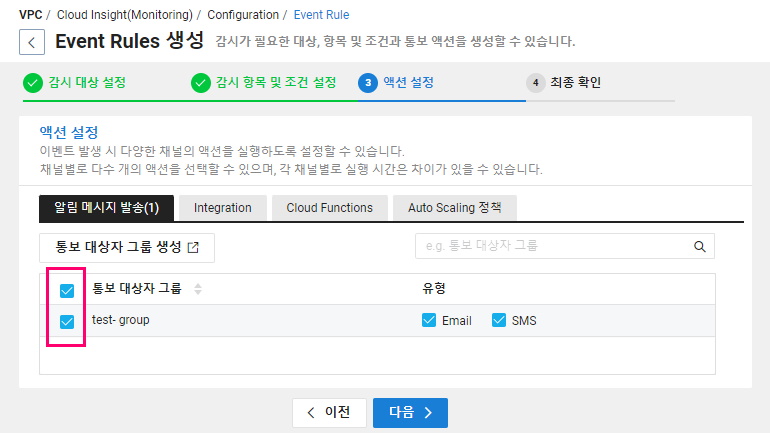 VPC / Cloud Insight(Monitoring) / Configuration / Event Rule
Event Rules 생성 감시가 필요한 대상, 항목 및 조건과 통보 액션을 생성할 수 있습니다.
감시 대상 설정 감시 항목 및 조건 설정 3 액션 설정 4 최종 확인
액션 설정
이벤트 발생 시 다양한 채널의 액션을 실행하도록 설정할 수 있습니다.
채널별로 다수 개의 액션을 선택할 수 있으며, 각 채널별로 실행 시간은 차이가 있을 수 있습니다.
알림 메시지 발송(1) Integration Cloud Functions Auto Scaling 정책
통보 대상자 그룹 생성 e.g. 통보 대상자 그룹
통보 대상자 그룹 유형
test- group Email SMS
이전 다음